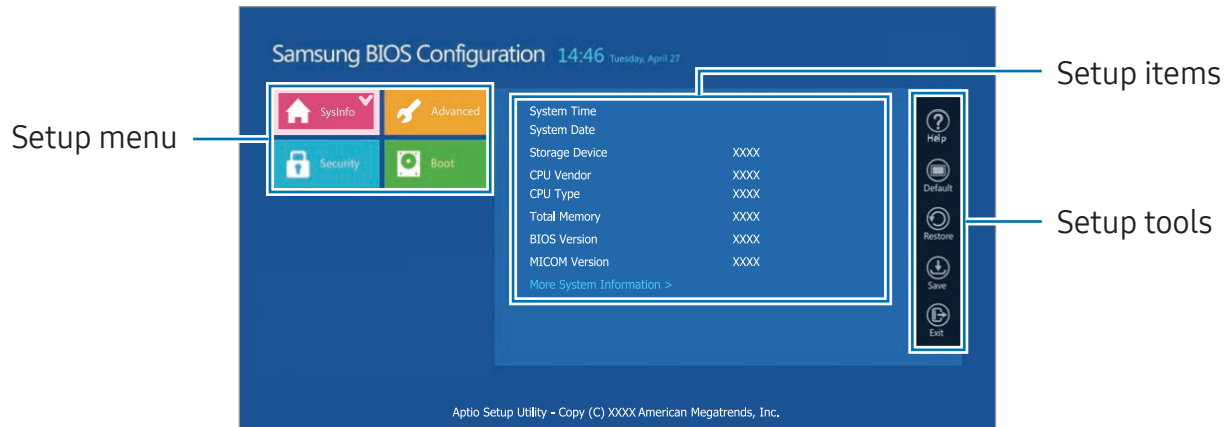 Samsung BIOS Configuration 14:46 Tuesday, April 27
Setup menu
SysInfo
Advanced
Security
Boot
Setup items
System Time
System Date
Storage Device XXXX
CPU Vendor XXXX
CPU Type XXXX
Total Memory XXXX
BIOS Version XXXX
MICOM Version XXXX
More System Information >
Setup tools
Help
Default
Restore
Save
Exit
Aptio Setup Utility - Copy (C) XXXX American Megatrends, Inc.